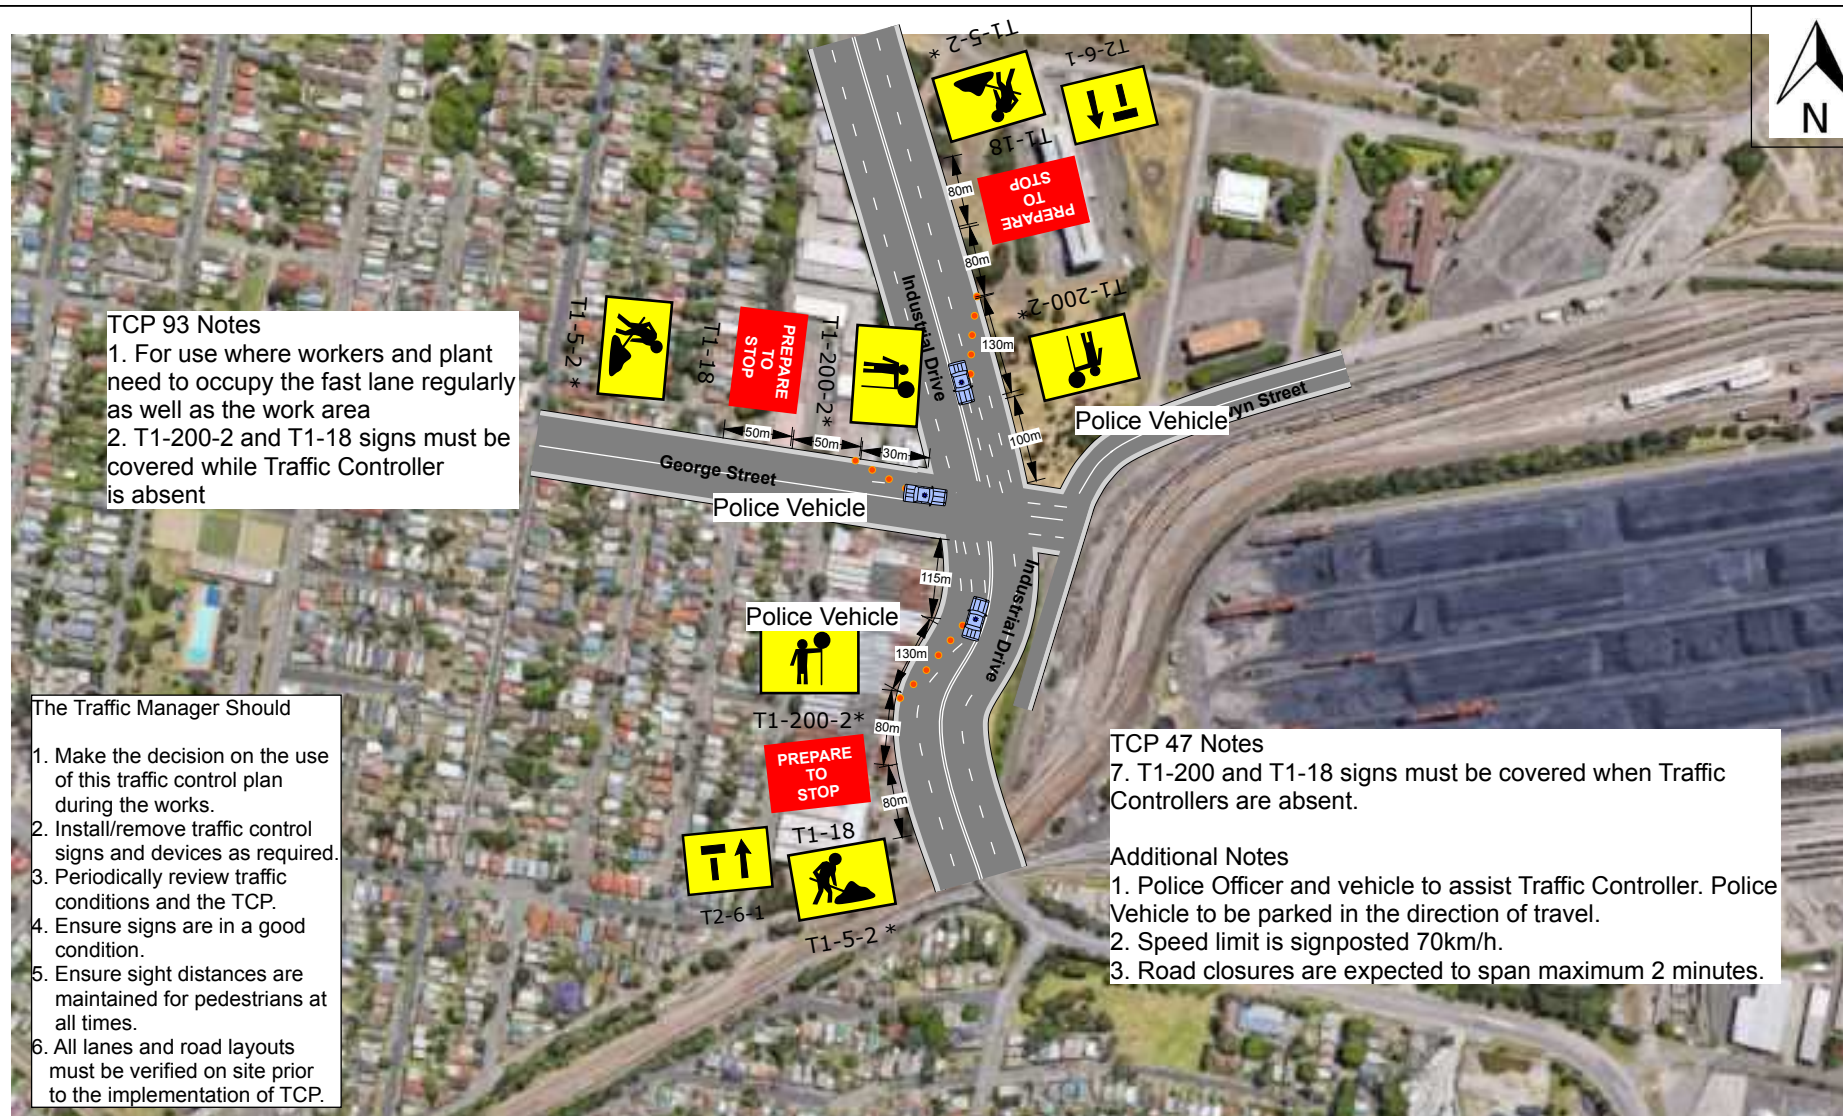 T1-5-2 *
T2-6-1
N
T1-18
PREPARE
TO
STOP
80m
80m
T1-200-2*
130m
100m
Industrial Drive
Police Vehicle
TCP 93 Notes
1. For use where workers and plant
need to occupy the fast lane regularly
as well as the work area
2. T1-200-2 and T1-18 signs must be
covered while Traffic Controller
is absent
T1-5-2 *
T1-18
PREPARE
TO
STOP
T1-200-2*
50m
50m
30m
George Street
Police Vehicle
yn Street
115m
Industrial Drive
Police Vehicle
130m
T1-200-2*
80m
PREPARE
TO
STOP
80m
T1-18
T2-6-1
T1-5-2 *
The Traffic Manager Should
1. Make the decision on the use
of this traffic control plan
during the works.
2. Install/remove traffic control
signs and devices as required.
3. Periodically review traffic
conditions and the TCP.
4. Ensure signs are in a good
condition.
5. Ensure sight distances are
maintained for pedestrians at
all times.
6. All lanes and road layouts
must be verified on site prior
to the implementation of TCP.
TCP 47 Notes
7. T1-200 and T1-18 signs must be covered when Traffic
Controllers are absent.
Additional Notes
1. Police Officer and vehicle to assist Traffic Controller. Police
Vehicle to be parked in the direction of travel.
2. Speed limit is signposted 70km/h.
3. Road closures are expected to span maximum 2 minutes.